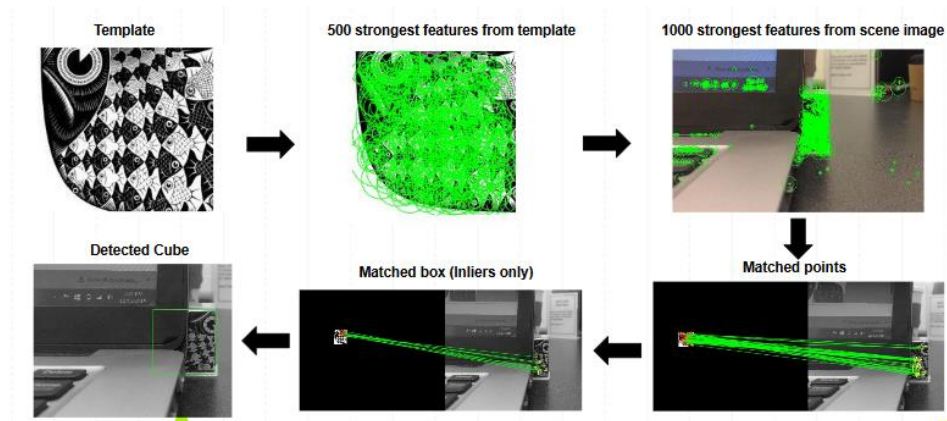 Template
500 strongest features from template
1000 strongest features from scene image
Detected Cube
Matched box (Inliers only)
Matched points